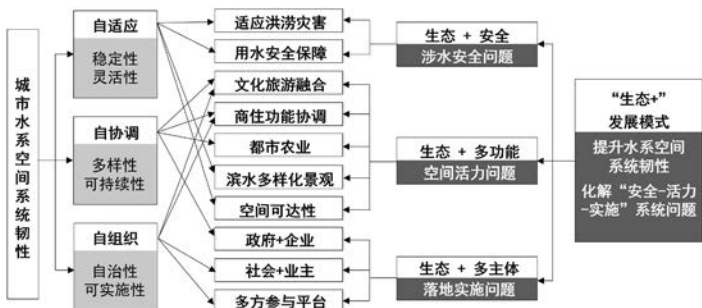 城市水系空间系统韧性
自适应
稳定性
灵活性
自协调
多样性
可持续性
自组织
自治性
可实施性
适应洪涝灾害
用水安全保障
文化旅游融合
商住功能协调
都市农业
滨水多样化景观
空间可达性
政府+企业
社会+业主
多方参与平台
生态 + 安全
涉水安全问题
生态 + 多功能
空间活力问题
生态 + 多主体
落地实施问题
“生态+”
发展模式
提升水系空间
系统韧性
化解“安全-活力
-实施”系统问题